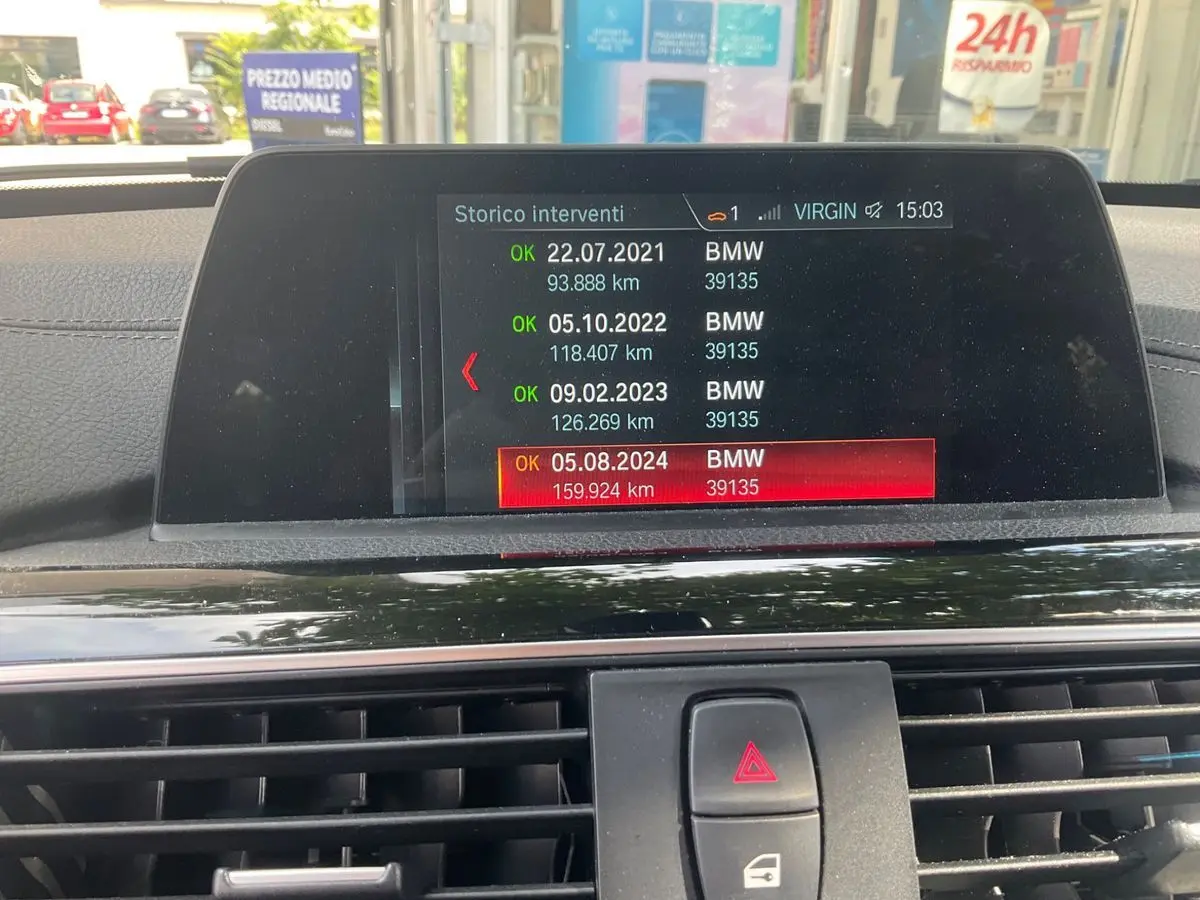 PREZZO MEDIO
REGIONALE
DIESEL
24h
RISPARMIO
Storico interventi
1 VIRGIN 15:03
OK 22.07.2021 BMW
93.888 km 39135
OK 05.10.2022 BMW
118.407 km 39135
OK 09.02.2023 BMW
126.269 km 39135
OK 05.08.2024 BMW
159.924 km 39135